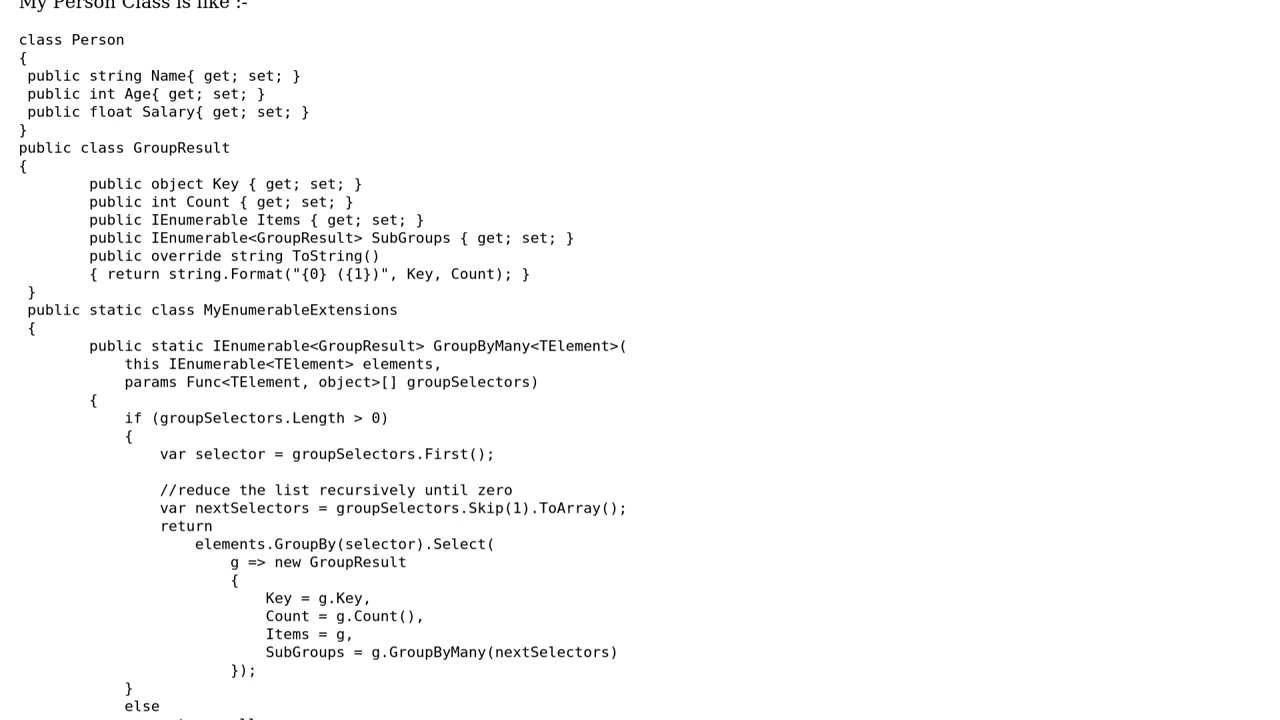 My Person Class is like :-
class Person
{
public string Name{ get; set; }
public int Age{ get; set; }
public float Salary{ get; set; }
}
public class GroupResult
{
public object Key { get; set; }
public int Count { get; set; }
public IEnumerable Items { get; set; }
public IEnumerable<GroupResult> SubGroups { get; set; }
public override string ToString()
{ return string.Format("{0} ({1})", Key, Count); }
}
public static class MyEnumerableExtensions
{
public static IEnumerable<GroupResult> GroupByMany<TElement>(
this IEnumerable<TElement> elements,
params Func<TElement, object>[] groupSelectors)
{
if (groupSelectors.Length > 0)
{
var selector = groupSelectors.First();
//reduce the list recursively until zero
var nextSelectors = groupSelectors.Skip(1).ToArray();
return
elements.GroupBy(selector).Select(
g => new GroupResult
{
Key = g.Key,
Count = g.Count(),
Items = g,
SubGroups = g.GroupByMany(nextSelectors)
});
}
else